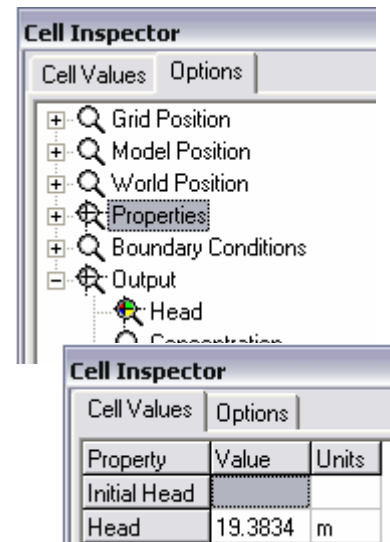 Cell Inspector
Cell Values Options
Grid Position
Model Position
World Position
Properties
Boundary Conditions
Output
Head
Concentration
Cell Inspector
Cell Values Options
Property Value Units
Initial Head
Head 19.3834 m